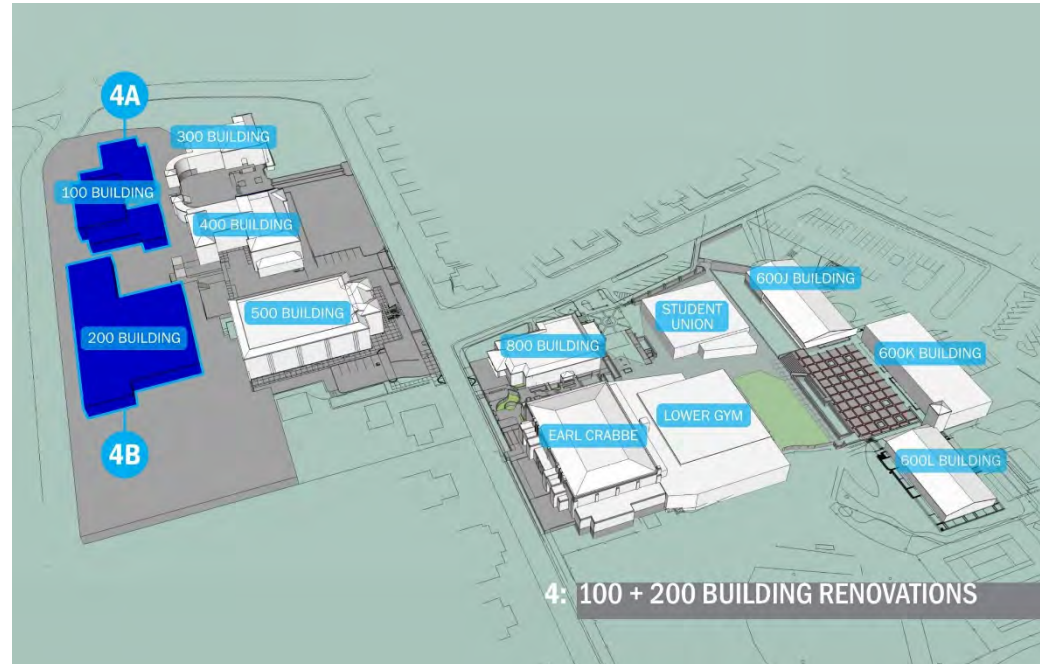 4A
300 BUILDING
100 BUILDING
400 BUILDING
500 BUILDING
200 BUILDING
4B
600J BUILDING
STUDENT
UNION
800 BUILDING
600K BUILDING
LOWER GYM
EARL CRABBE
600L BUILDING
4: 100 + 200 BUILDING RENOVATIONS